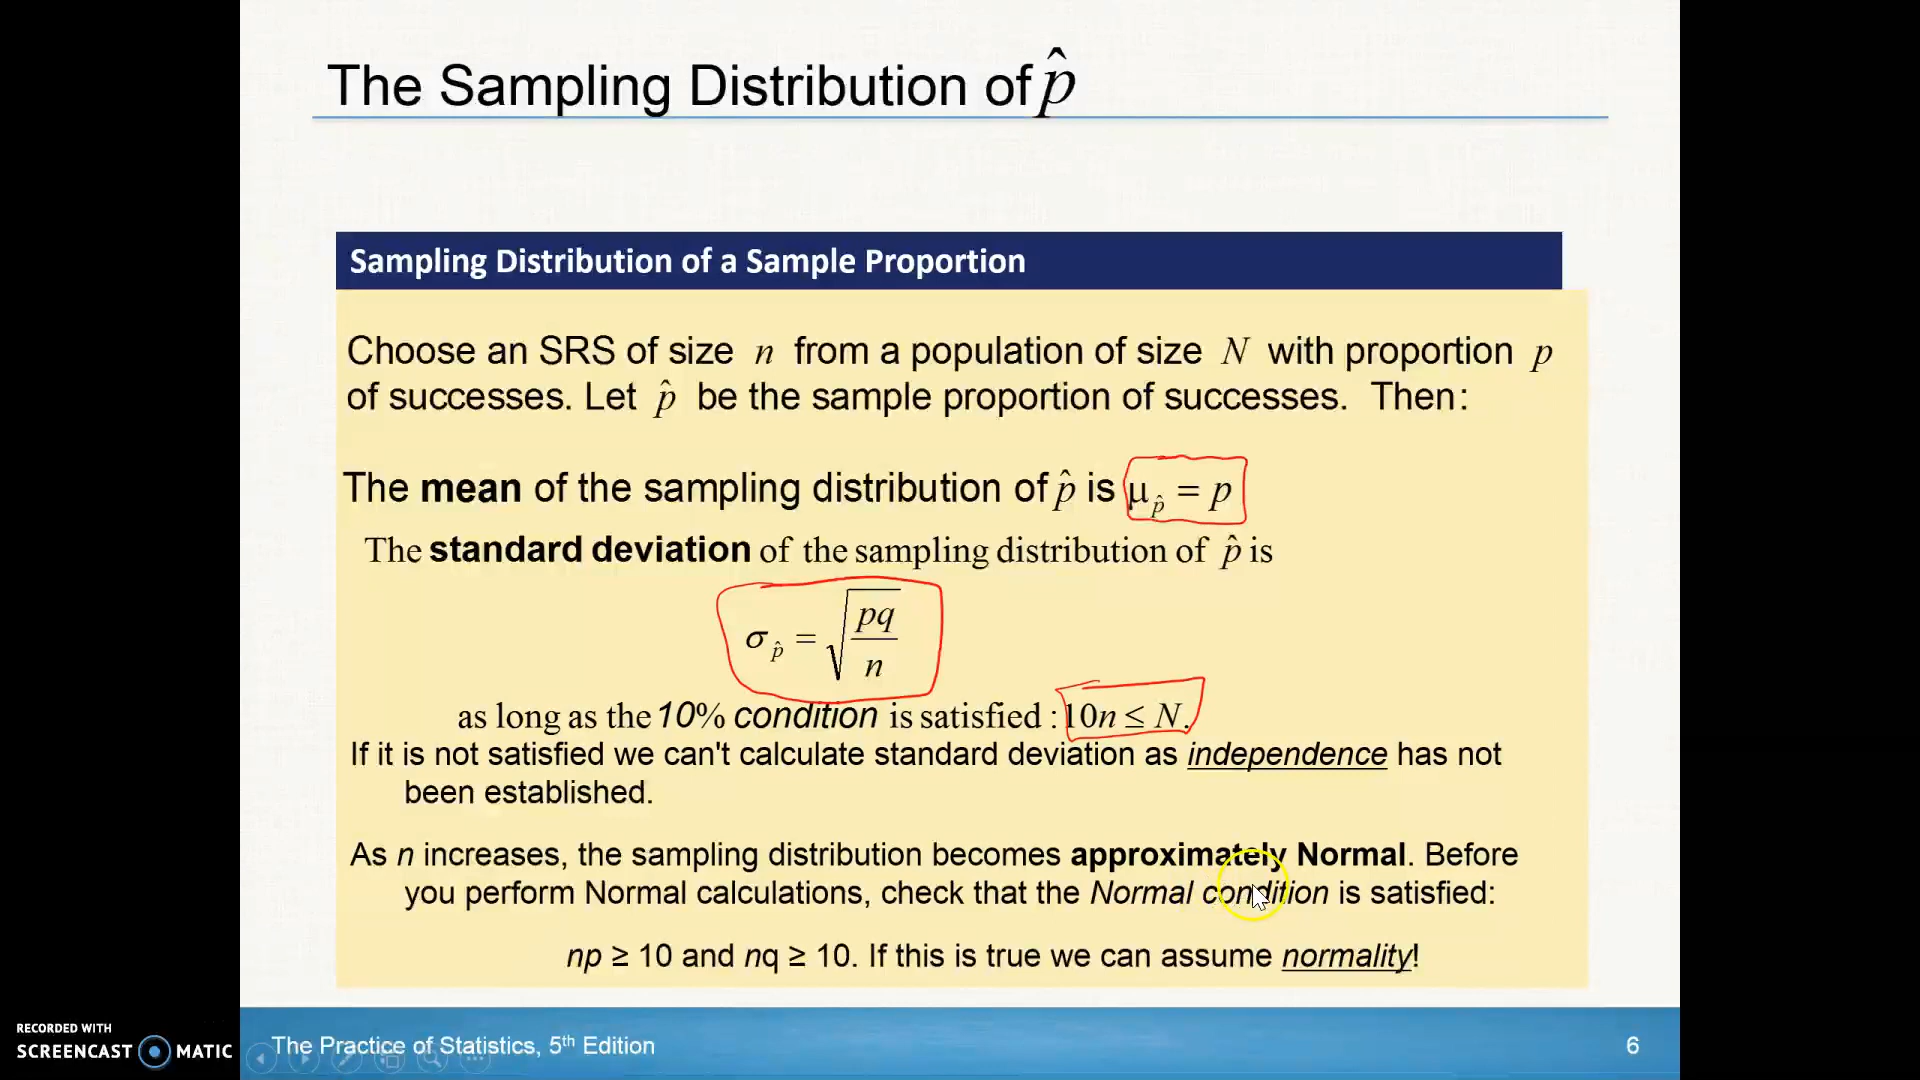 The Sampling Distribution of p̂
Sampling Distribution of a Sample Proportion
Choose an SRS of size n from a population of size N with proportion p
of successes. Let p̂ be the sample proportion of successes. Then:
The mean of the sampling distribution of p̂ is μ_p̂ = p
The standard deviation of the sampling distribution of p̂ is
σ_p̂ = √(pq/n)
as long as the 10% condition is satisfied : 10n ≤ N.
If it is not satisfied we can't calculate standard deviation as independence has not
been established.
As n increases, the sampling distribution becomes approximately Normal. Before
you perform Normal calculations, check that the Normal condition is satisfied:
np ≥ 10 and nq ≥ 10. If this is true we can assume normality!
RECORDED WITH
SCREENCAST MATIC
The Practice of Statistics, 5th Edition
6